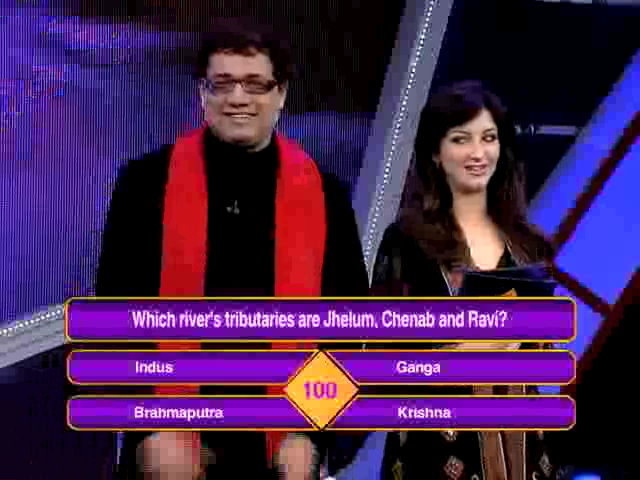 Which river's tributaries are Jhelum, Chenab and Ravi?
Indus
Ganga
100
Brahmaputra
Krishna